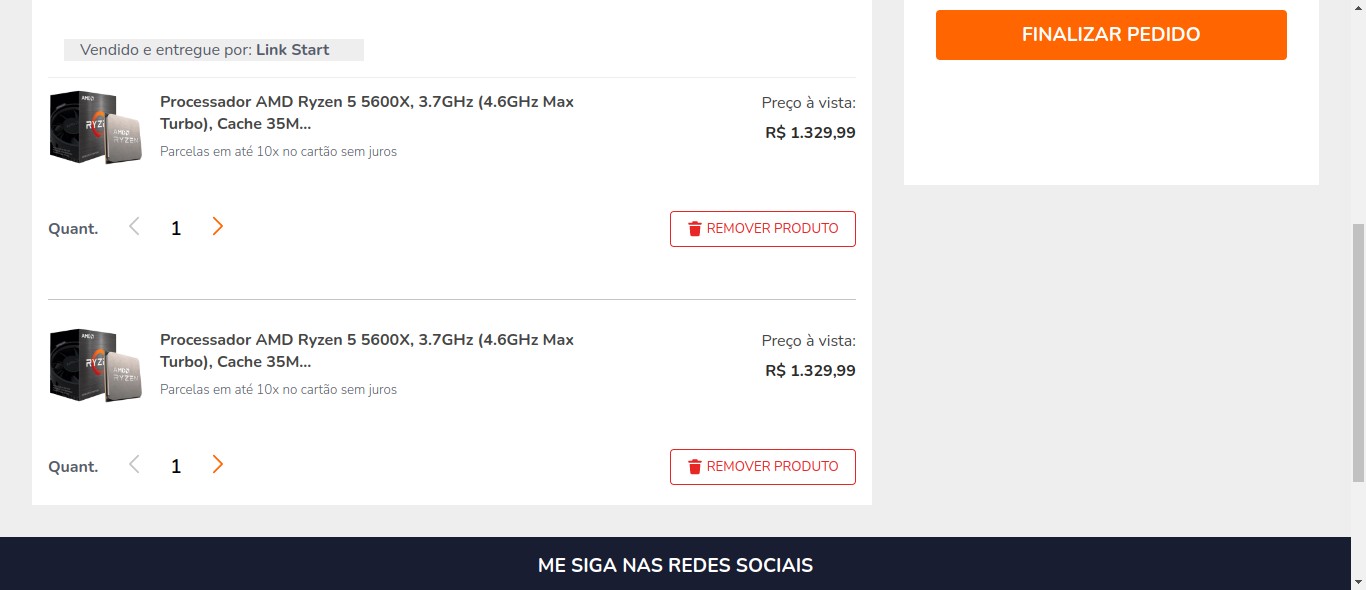 FINALIZAR PEDIDO
Vendido e entregue por: Link Start
Processador AMD Ryzen 5 5600X, 3.7GHz (4.6GHz Max
Turbo), Cache 35M...
Parcelas em até 10x no cartão sem juros
Preço à vista:
R$ 1.329,99
Quant.
1
REMOVER PRODUTO
Processador AMD Ryzen 5 5600X, 3.7GHz (4.6GHz Max
Turbo), Cache 35M...
Parcelas em até 10x no cartão sem juros
Preço à vista:
R$ 1.329,99
Quant.
1
REMOVER PRODUTO
ME SIGA NAS REDES SOCIAIS